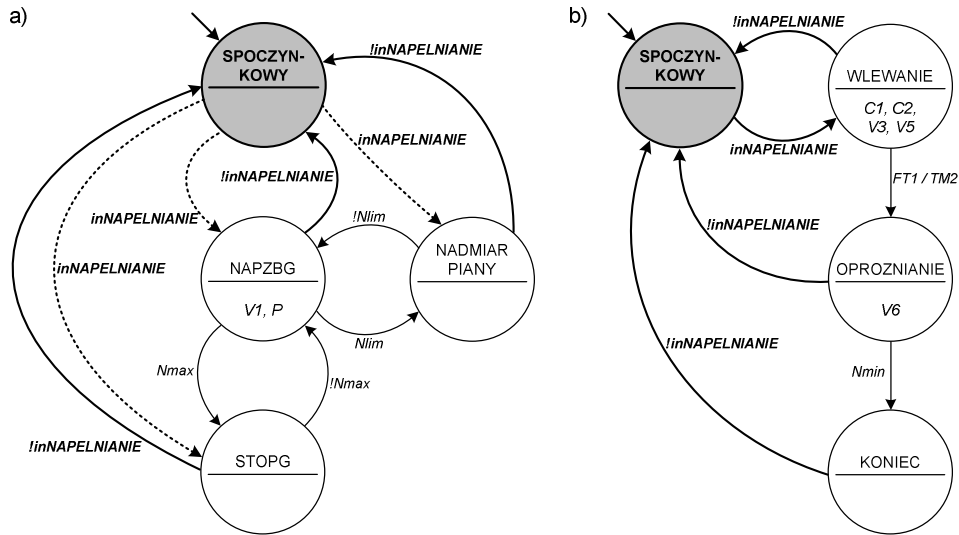 a)
SPOCZYN-
KOWY
!inNAPELNIANIE
inNAPELNIANIE
!inNAPELNIANIE
inNAPELNIANIE
inNAPELNIANIE
!Nlim
NAPZBG
V1, P
NADMIAR
PIANY
Nlim
Nmax
!Nmax
!inNAPELNIANIE
STOPG
b)
SPOCZYN-
KOWY
!inNAPELNIANIE
WLEWANIE
C1, C2,
V3, V5
inNAPELNIANIE
FT1 / TM2
!inNAPELNIANIE
OPROZNIANIE
V6
!inNAPELNIANIE
Nmin
KONIEC